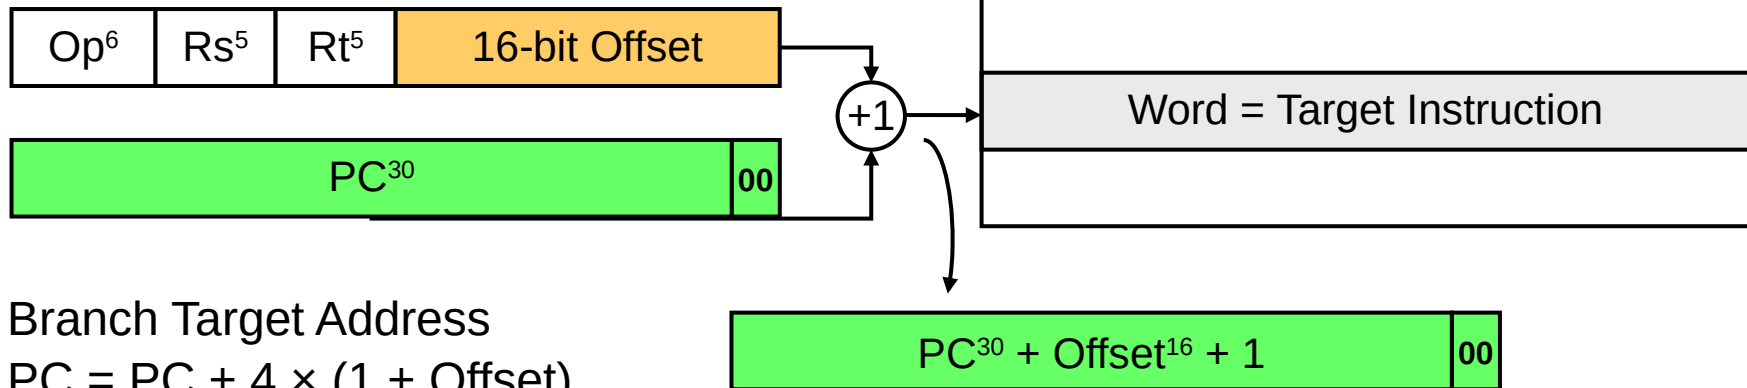 Op⁶ Rs⁵ Rt⁵ 16-bit Offset
+1
Word = Target Instruction
PC³⁰ 00
Branch Target Address
PC = PC + 4 × (1 + Offset)
PC³⁰ + Offset¹⁶ + 1 00